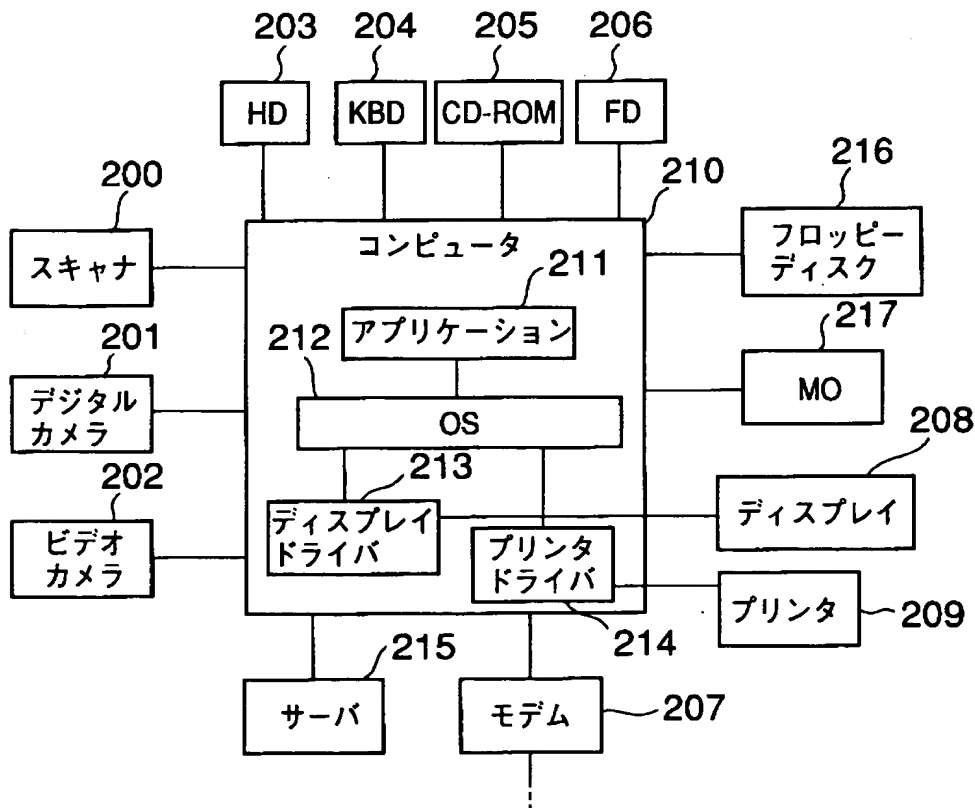 203 204 205 206
HD KBD CD-ROM FD
200
スキャナ
201
デジタル
カメラ
202
ビデオ
カメラ
210
コンピュータ
211
アプリケーション
212
OS
213
ディスプレイ
ドライバ
プリンタ
ドライバ
214
216
フロッピー
ディスク
217
MO
208
ディスプレイ
プリンタ
209
215
サーバ
モデム
207